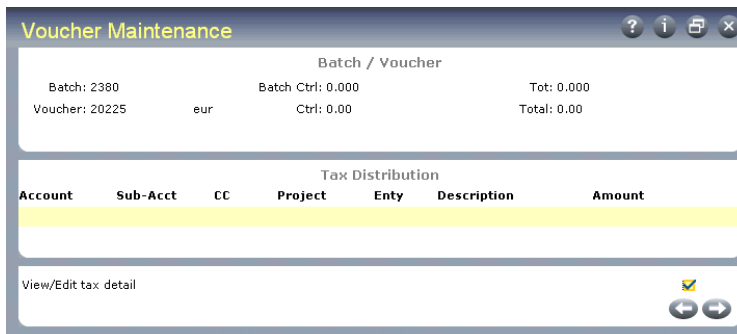 Voucher Maintenance ? i
Batch / Voucher
Batch: 2380 Batch Ctrl: 0.000 Tot: 0.000
Voucher: 20225 eur Ctrl: 0.00 Total: 0.00
Tax Distribution
Account Sub-Acct CC Project Enty Description Amount
View/Edit tax detail